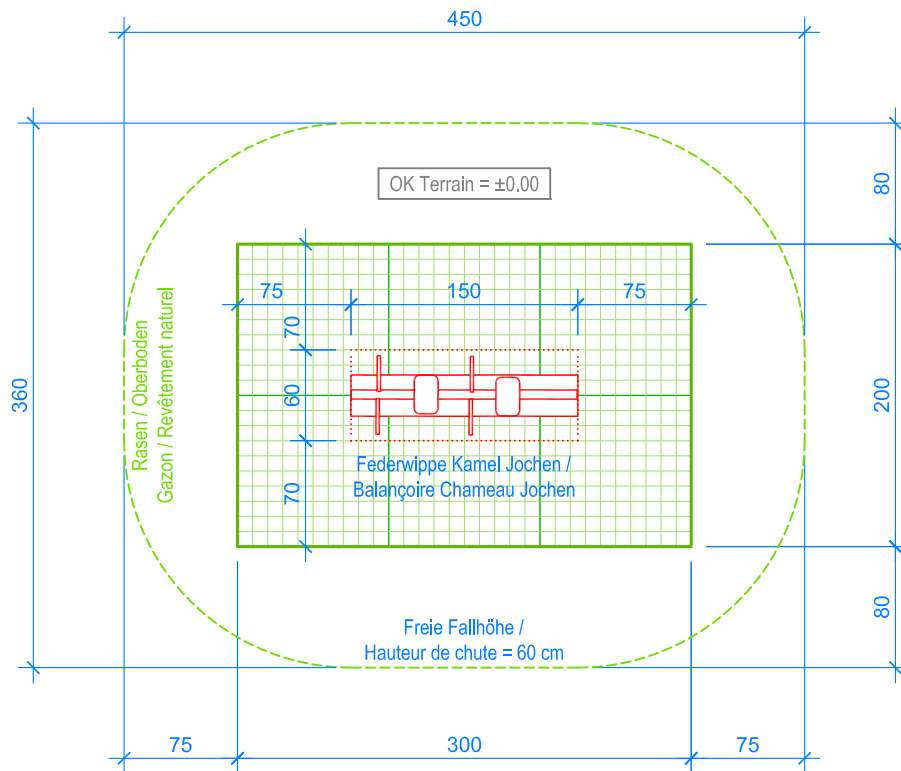 450
80
OK Terrain = ±0.00
75
150
75
70
Rasen / Oberboden
Gazon / Revêtement naturel
360
60
200
Federwippe Kamel Jochen /
Balançoire Chameau Jochen
70
80
Freie Fallhöhe /
Hauteur de chute = 60 cm
75
300
75